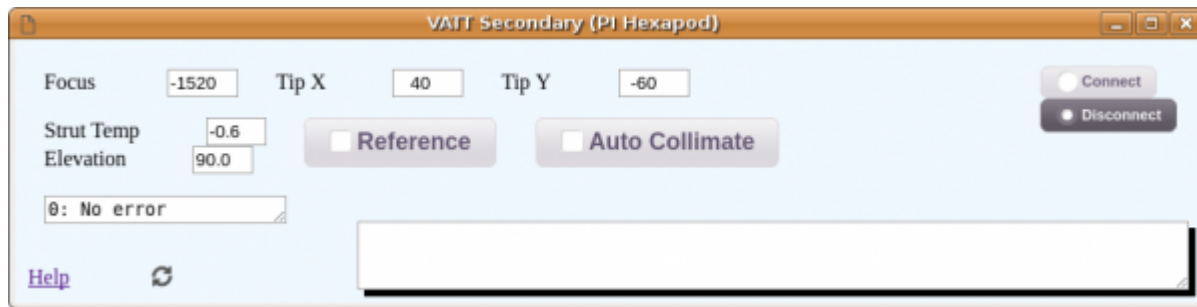 VATT Secondary (PI Hexapod)
Focus -1520 Tip X 40 Tip Y -60
Connect
Disconnect
Strut Temp -0.6
Reference Auto Collimate
Elevation 90.0
0: No error
Help